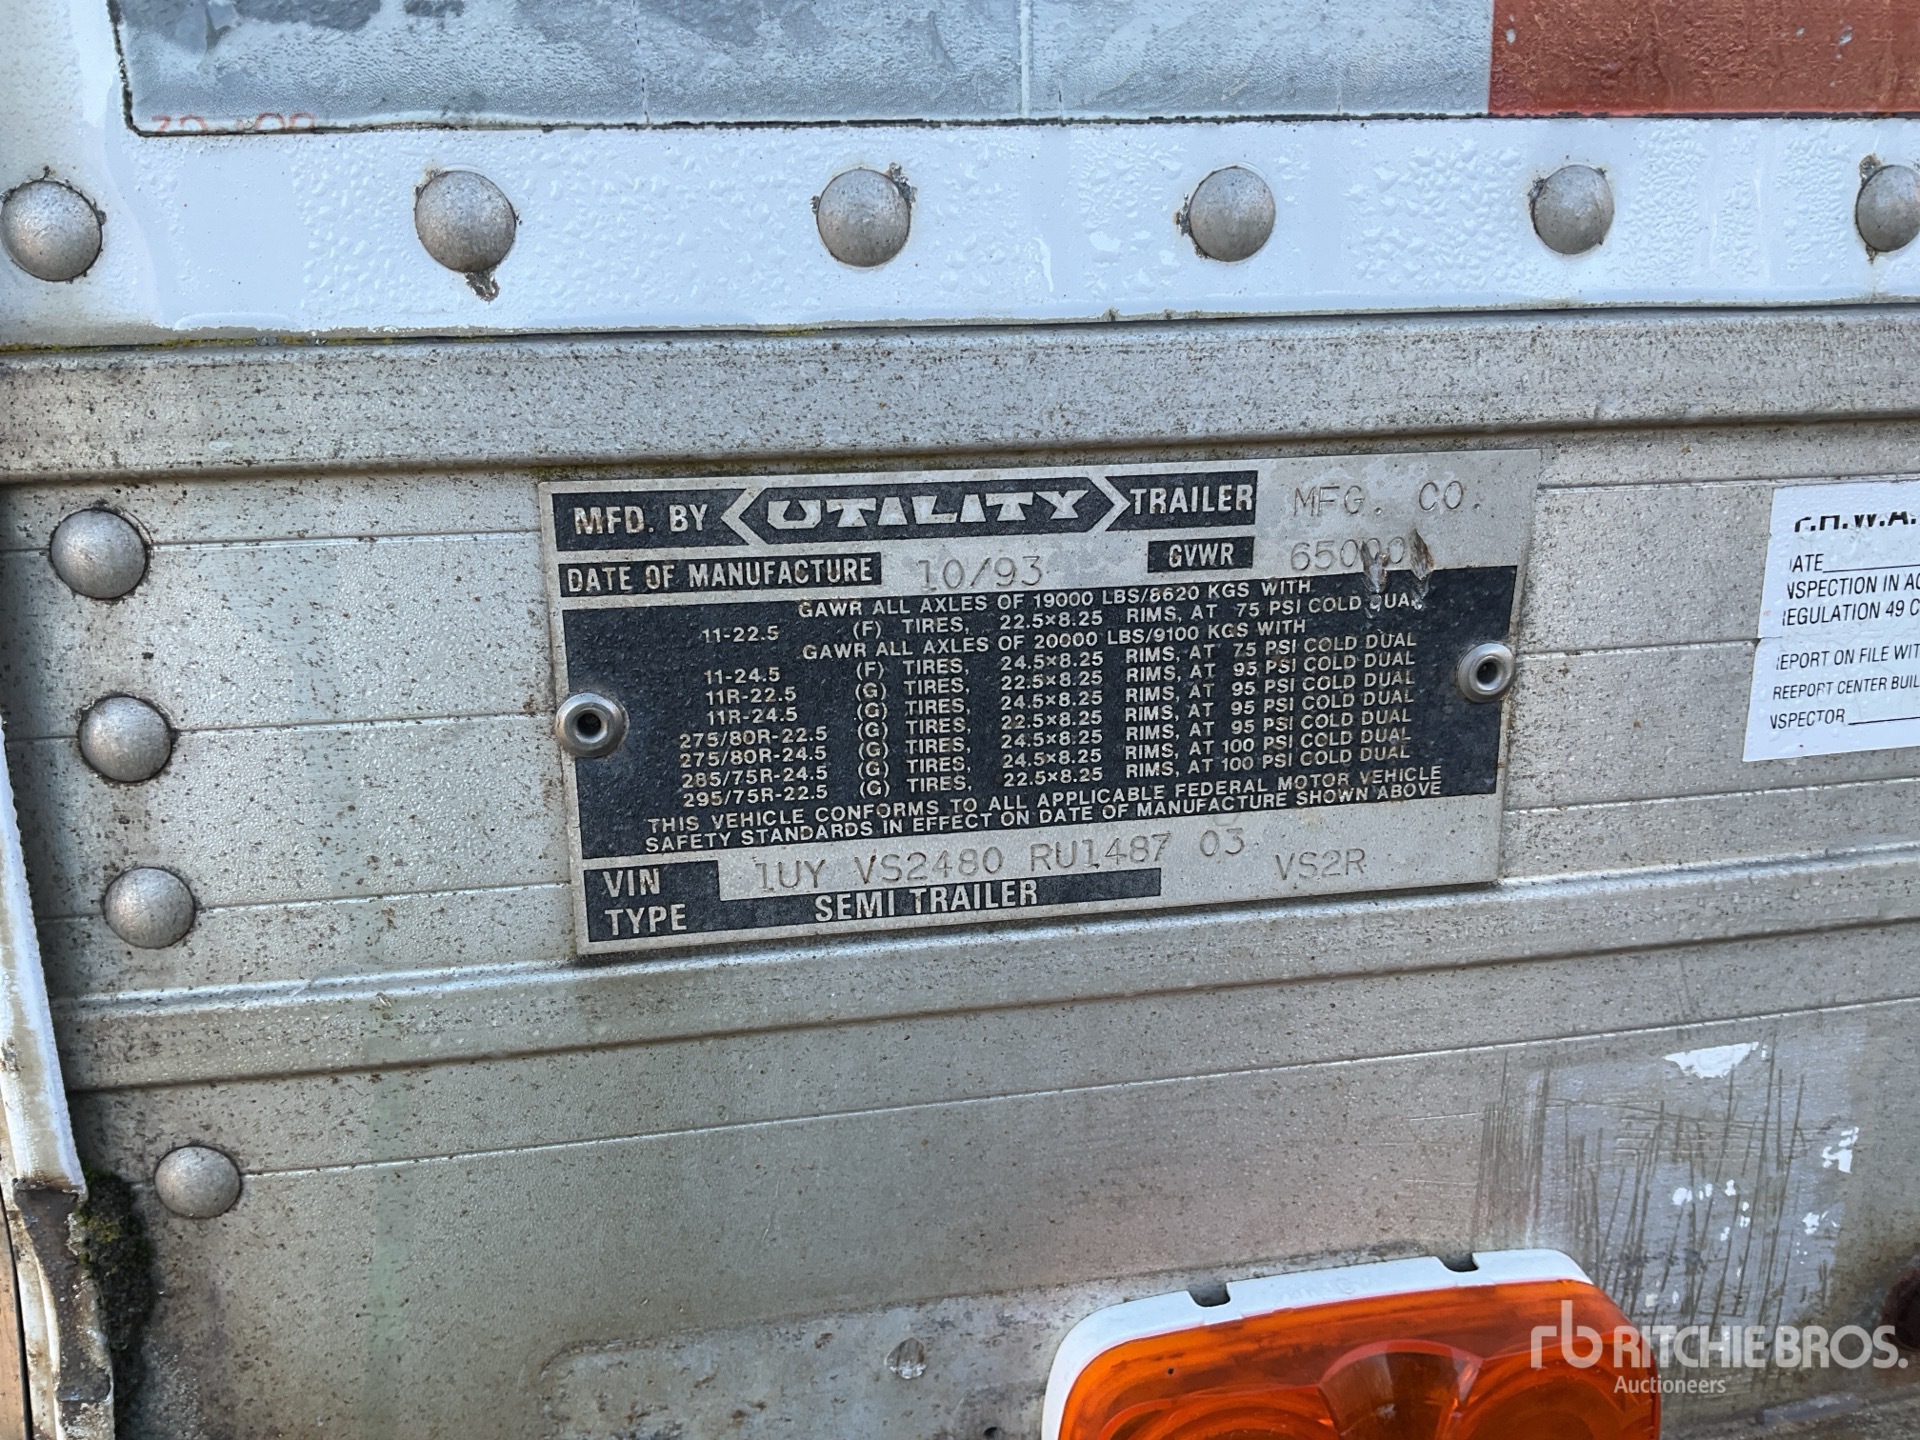 MFD. BY UTILITY TRAILER MFG. CO.
DATE OF MANUFACTURE 10/93 GVWR 65000
GAWR ALL AXLES OF 19000 LBS/8620 KGS WITH
11-22.5 (F) TIRES, 22.5×8.25 RIMS, AT 75 PSI COLD DUAL
GAWR ALL AXLES OF 20000 LBS/9100 KGS WITH
11-24.5 (F) TIRES, 24.5×8.25 RIMS, AT 75 PSI COLD DUAL
11R-22.5 (G) TIRES, 22.5×8.25 RIMS, AT 95 PSI COLD DUAL
11R-24.5 (G) TIRES, 24.5×8.25 RIMS, AT 95 PSI COLD DUAL
275/80R-22.5 (G) TIRES, 22.5×8.25 RIMS, AT 95 PSI COLD DUAL
275/80R-24.5 (G) TIRES, 24.5×8.25 RIMS, AT 95 PSI COLD DUAL
285/75R-24.5 (G) TIRES, 24.5×8.25 RIMS, AT 100 PSI COLD DUAL
295/75R-22.5 (G) TIRES, 22.5×8.25 RIMS, AT 100 PSI COLD DUAL
THIS VEHICLE CONFORMS TO ALL APPLICABLE FEDERAL MOTOR VEHICLE
SAFETY STANDARDS IN EFFECT ON DATE OF MANUFACTURE SHOWN ABOVE
VIN 1UY VS2480 RU1487 03 VS2R
TYPE SEMI TRAILER
F.H.W.A.
DATE
INSPECTION IN
REGULATION 49
REPORT ON FILE
FREEPORT CENTER
INSPECTOR
rb RITCHIE BROS.
Auctioneers